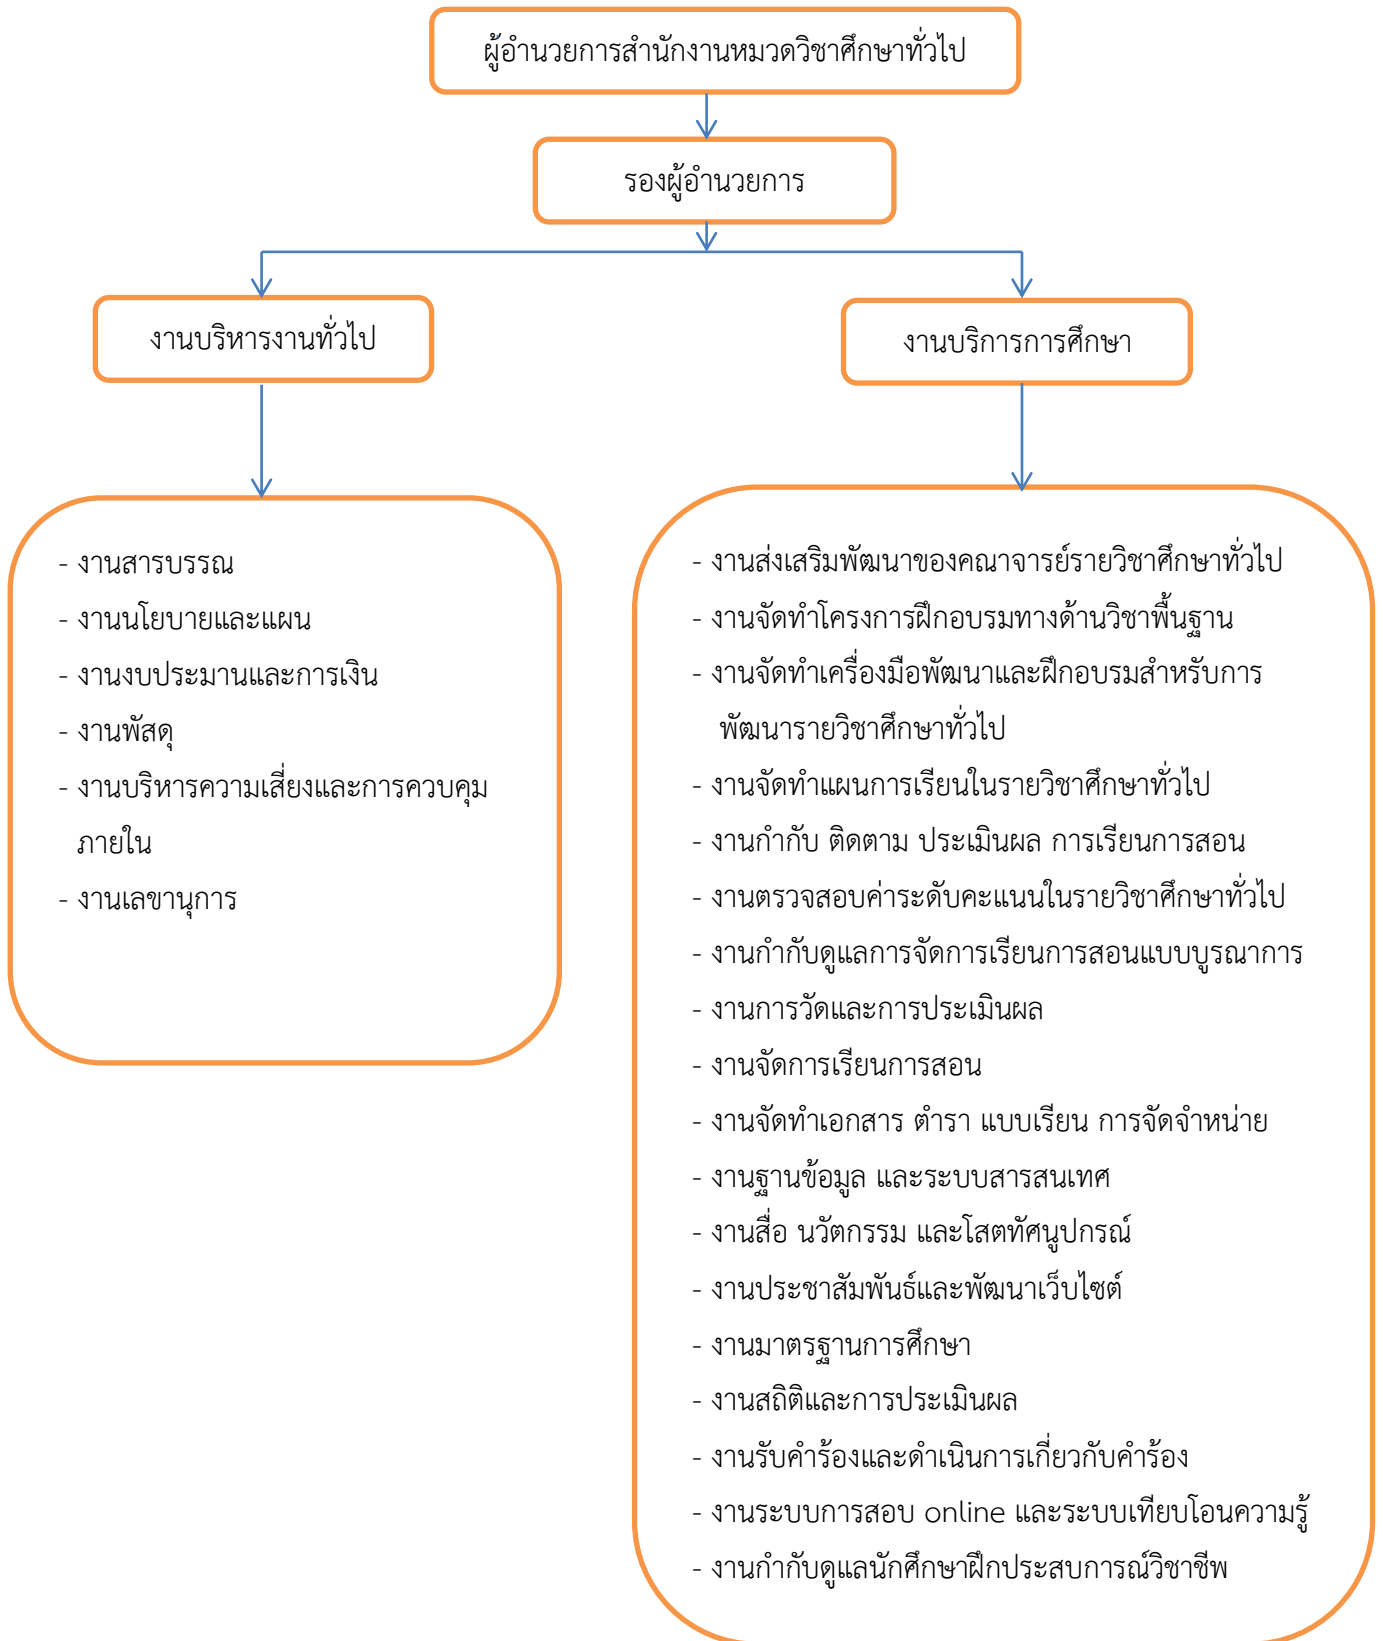 ผู้อำนวยการสำนักงานหมวดวิชาศึกษาทั่วไป
รองผู้อำนวยการ
งานบริหารงานทั่วไป
งานบริการการศึกษา
- งานสารบรรณ
- งานนโยบายและแผน
- งานงบประมานและการเงิน
- งานพัสดุ
- งานบริหารความเสี่ยงและการควบคุม
ภายใน
- งานเลขานุการ
- งานส่งเสริมพัฒนาของคณาจารย์รายวิชาศึกษาทั่วไป
- งานจัดทำโครงการฝึกอบรมทางด้านวิชาพื้นฐาน
- งานจัดทำเครื่องมือพัฒนาและฝึกอบรมสำหรับการ
พัฒนารายวิชาศึกษาทั่วไป
- งานจัดทำแผนการเรียนในรายวิชาศึกษาทั่วไป
- งานกำกับ ติดตาม ประเมินผล การเรียนการสอน
- งานตรวจสอบค่าระดับคะแนนในรายวิชาศึกษาทั่วไป
- งานกำกับดูแลการจัดการเรียนการสอนแบบบูรณาการ
- งานการวัดและการประเมินผล
- งานจัดการเรียนการสอน
- งานจัดทำเอกสาร ตำรา แบบเรียน การจัดจำหน่าย
- งานฐานข้อมูล และระบบสารสนเทศ
- งานสื่อ นวัตกรรม และโสตทัศนูปกรณ์
- งานประชาสัมพันธ์และพัฒนาเว็บไซต์
- งานมาตรฐานการศึกษา
- งานสถิติและการประเมินผล
- งานรับคำร้องและดำเนินการเกี่ยวกับคำร้อง
- งานระบบการสอบ online และระบบเทียบโอนความรู้
- งานกำกับดูแลนักศึกษาฝึกประสบการณ์วิชาชีพ